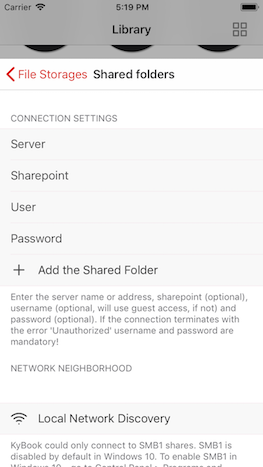 Carrier 5:19 PM
Library
File Storages Shared folders
CONNECTION SETTINGS
Server
Sharepoint
User
Password
+ Add the Shared Folder
Enter the server name or address, sharepoint (optional),
username (optional, will use guest access, if not) and
password (optional). If the connection terminates with
the error 'Unauthorized' username and password are
mandatory!
NETWORK NEIGHBORHOOD
Local Network Discovery
KyBook could only connect to SMB1 shares. SMB1 is
disabled by default in Windows 10. To enable SMB1 in